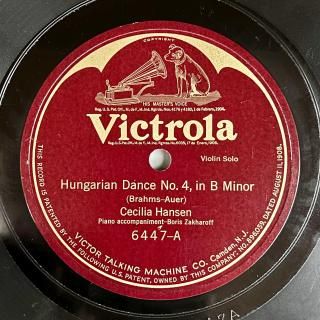 COPYRIGHT
HIS MASTER'S VOICE
Victrola
Violin Solo
Hungarian Dance No. 4, in B Minor
(Brahms-Auer)
Cecilia Hansen
Piano accompaniment-Boris Zakharoff
6447-A
VICTOR TALKING MACHINE CO. Camden, N.J.
THIS RECORD IS PATENTED BY THE FOLLOWING U.S. PATENT, OWNED BY THIS COMPANY: No. 896059. DATED AUGUST 11, 1908.